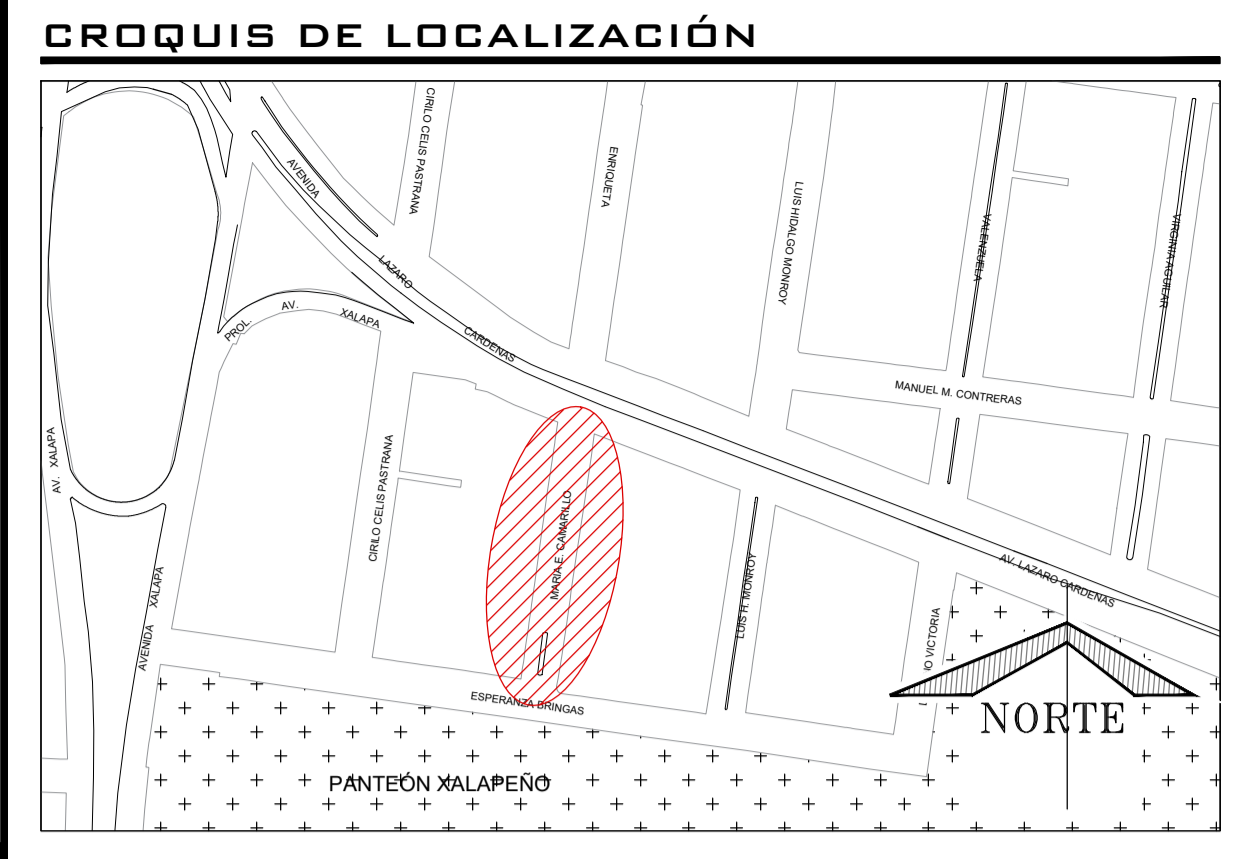 CROQUIS DE LOCALIZACIÓN
CIRILO CELIS PASTRANA
ENRIQUETA
LUIS HIDALGO MONROY
VALENZUELA
VIRGINIA AGUILAR
AVENIDA
LAZARO
CARDENAS
PROL.
AV.
XALAPA
MANUEL M. CONTRERAS
AV. XALAPA
CIRILO CELIS PASTRANA
MARIA E. CAMARILLO
LUIS H. MONROY
AV. LAZARO CARDENAS
AVENIDA XALAPA
VICTORIA
ESPERANZA BRINGAS
NORTE
PANTEÓN XALAPEÑO